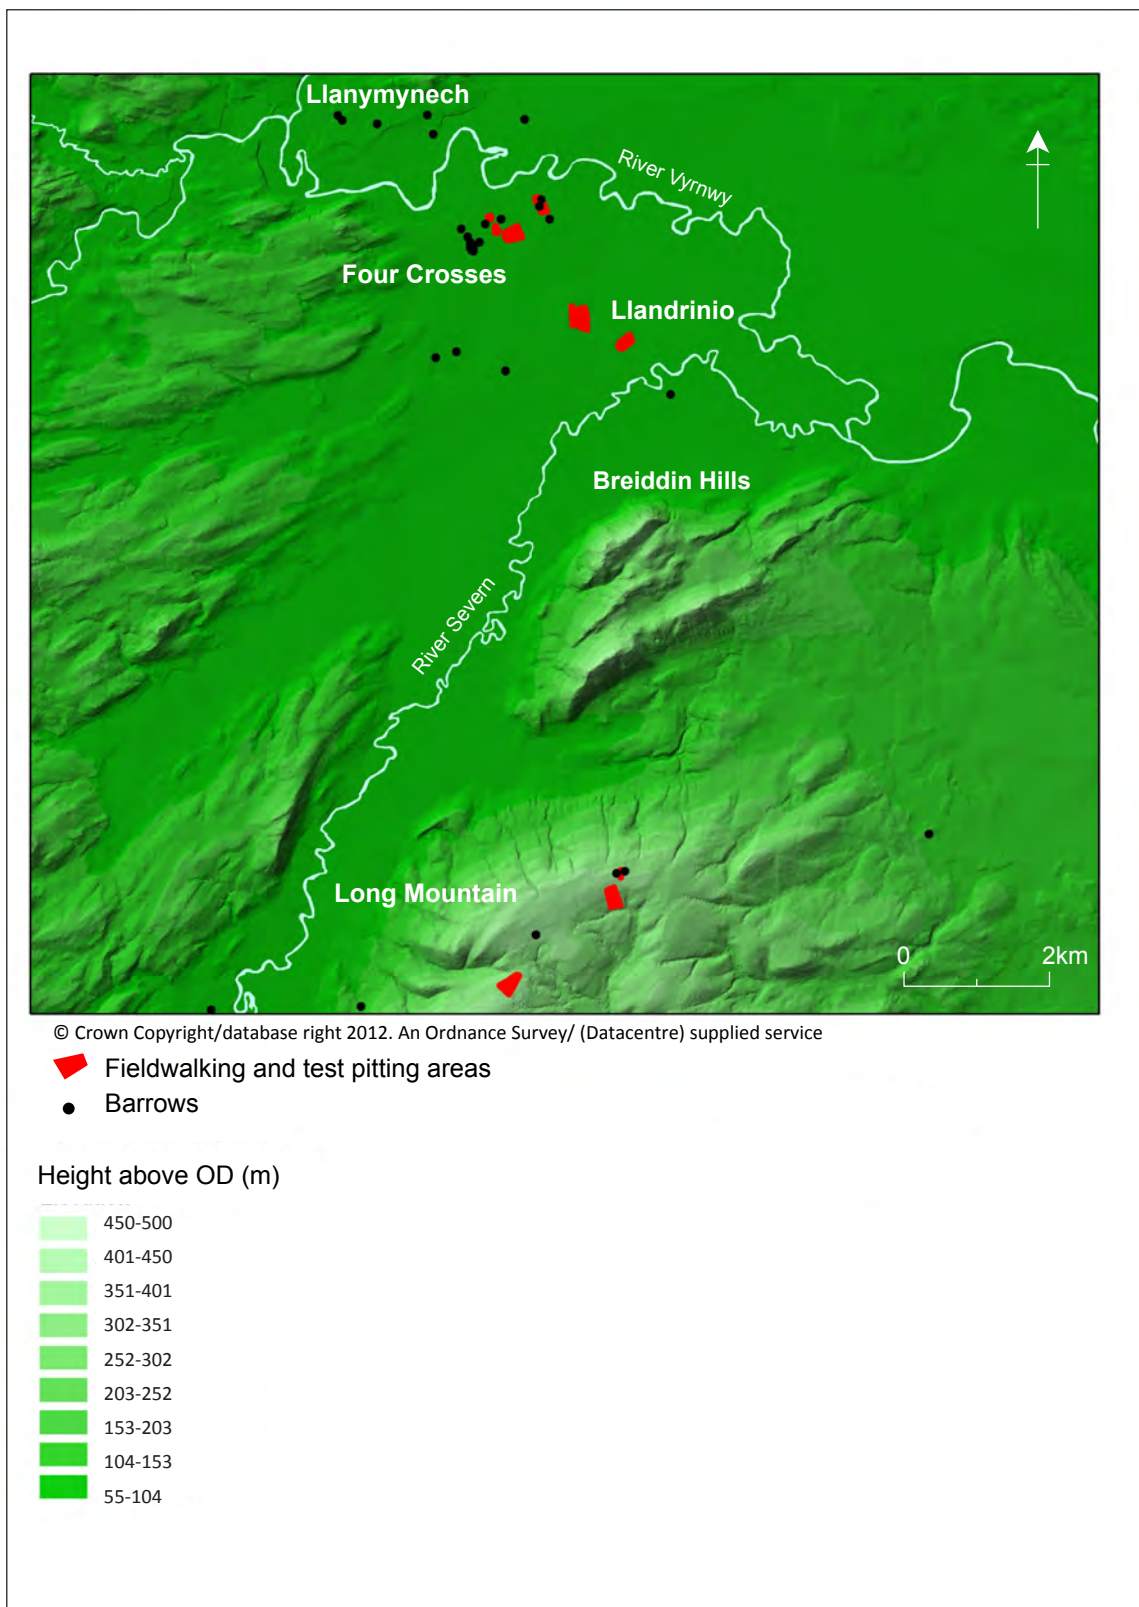 Llanymynech
River Vyrnwy
Four Crosses
Llandrinio
Breiddin Hills
River Severn
Long Mountain
0 2km
© Crown Copyright/database right 2012. An Ordnance Survey/ (Datacentre) supplied service
Fieldwalking and test pitting areas
Barrows
Height above OD (m)
450-500
401-450
351-401
302-351
252-302
203-252
153-203
104-153
55-104